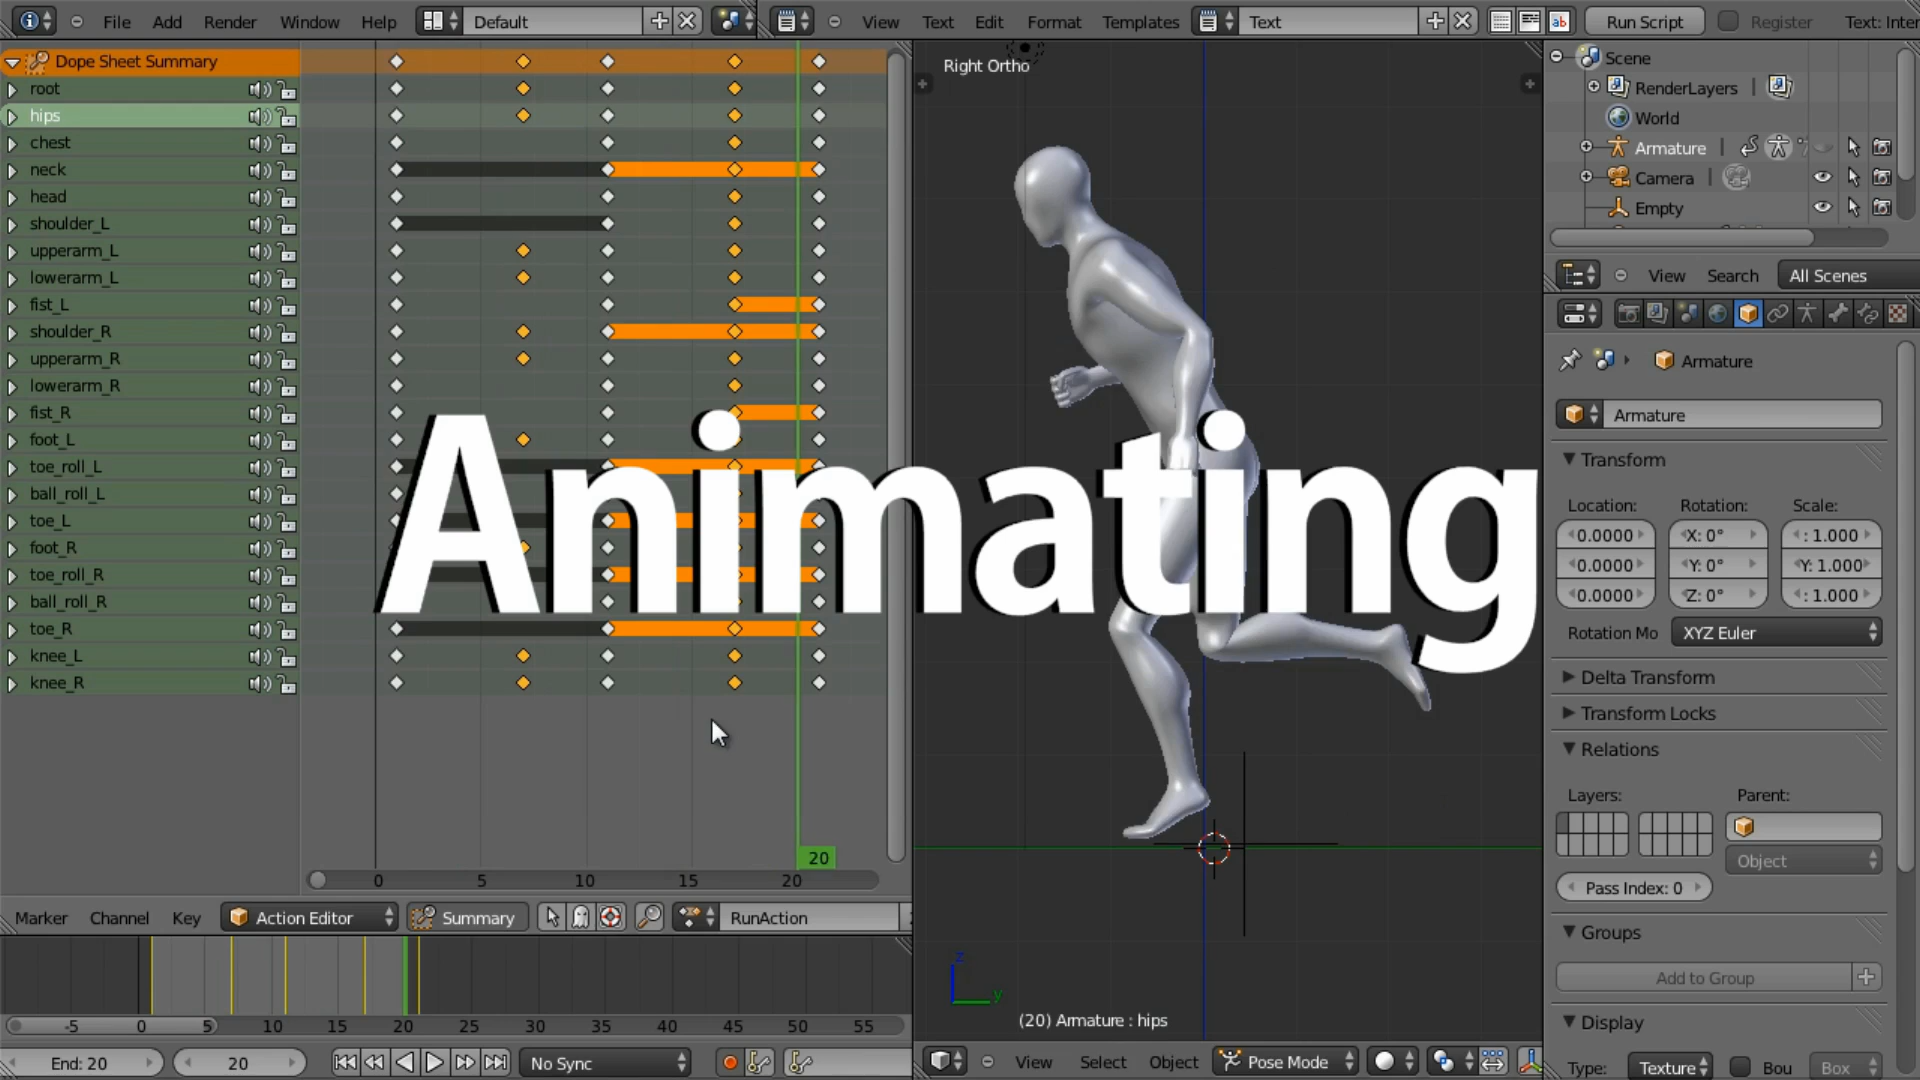 File Add Render Window Help Default View Text Edit Format Templates Text Run Script Register Text: Inter
Dope Sheet Summary
root
hips
chest
neck
head
shoulder_L
upperarm_L
lowerarm_L
fist_L
shoulder_R
upperarm_R
lowerarm_R
fist_R
foot_L
toe_roll_L
ball_roll_L
toe_L
foot_R
toe_roll_R
ball_roll_R
toe_R
knee_L
knee_R
20
0 5 10 15 20
Marker Channel Key Action Editor Summary RunAction
-5 0 5 10 15 20 25 30 35 40 45 50 55
End: 20 20 No Sync
Right Ortho
Animating
z
y
(20) Armature : hips
View Select Object Pose Mode
Scene
RenderLayers
World
Armature
Camera
Empty
View Search All Scenes
Armature
Armature
Transform
Location: Rotation: Scale:
0.0000 X: 0° : 1.000
0.0000 Y: 0° Y: 1.000
0.0000 Z: 0° : 1.000
Rotation Mo XYZ Euler
Delta Transform
Transform Locks
Relations
Layers: Parent:
Object
Pass Index: 0
Groups
Add to Group
Display
Type: Texture Bou Box